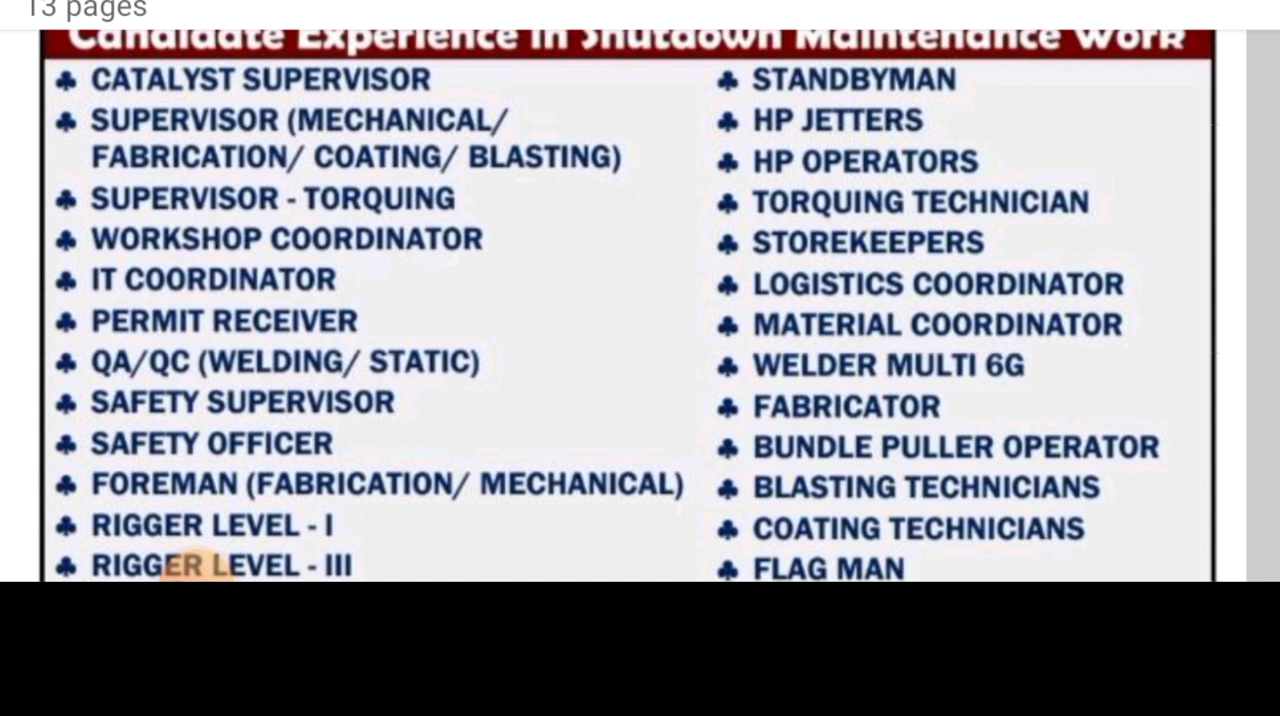 13 pages
Candidate Experience in Shutdown Maintenance Work
♣ CATALYST SUPERVISOR
♣ SUPERVISOR (MECHANICAL/
FABRICATION/ COATING/ BLASTING)
♣ SUPERVISOR - TORQUING
♣ WORKSHOP COORDINATOR
♣ IT COORDINATOR
♣ PERMIT RECEIVER
♣ QA/QC (WELDING/ STATIC)
♣ SAFETY SUPERVISOR
♣ SAFETY OFFICER
♣ FOREMAN (FABRICATION/ MECHANICAL)
♣ RIGGER LEVEL - I
♣ RIGGER LEVEL - III
♣ STANDBYMAN
♣ HP JETTERS
♣ HP OPERATORS
♣ TORQUING TECHNICIAN
♣ STOREKEEPERS
♣ LOGISTICS COORDINATOR
♣ MATERIAL COORDINATOR
♣ WELDER MULTI 6G
♣ FABRICATOR
♣ BUNDLE PULLER OPERATOR
♣ BLASTING TECHNICIANS
♣ COATING TECHNICIANS
♣ FLAG MAN